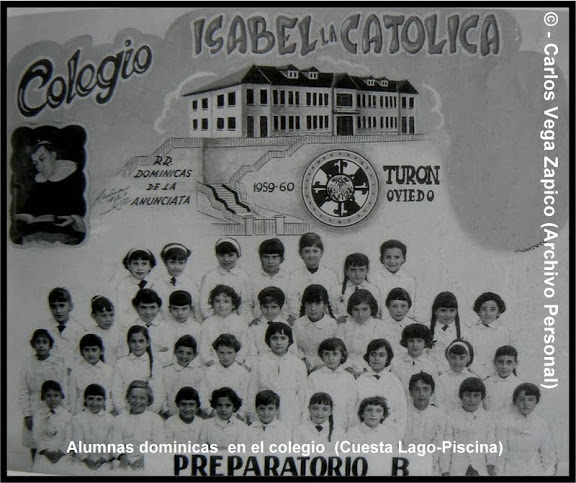 Colegio
ISABEL LA CATOLICA
R.R.
DOMINICAS
DE LA
ANUNCIATA
1959-60
TURON
OVIEDO
Alumnas dominicas en el colegio (Cuesta Lago-Piscina)
PREPARATORIO B
© - Carlos Vega Zapico (Archivo Personal)